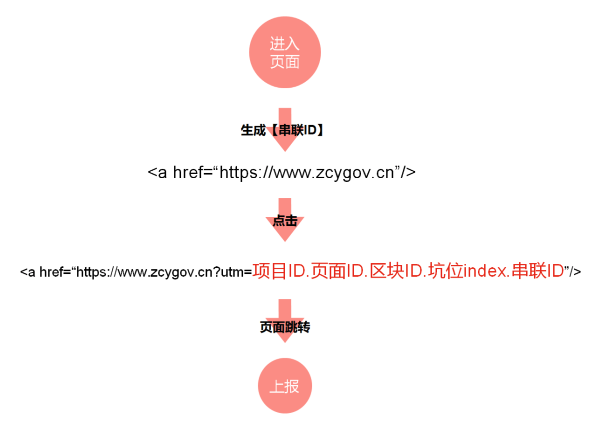 进入
页面
生成【串联ID】
<a href=“https://www.zcygov.cn”/>
点击
<a href=“https://www.zcygov.cn?utm=项目ID.页面ID.区块ID.坑位index.串联ID”/>
页面跳转
上报